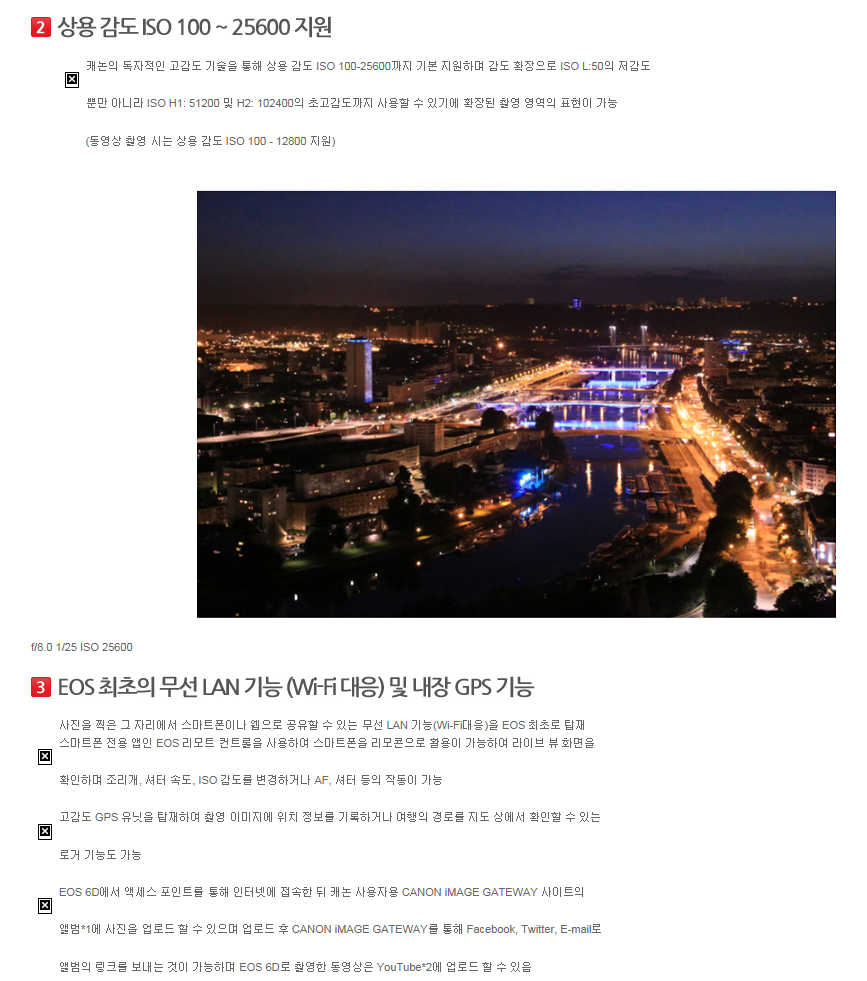 2 상용 감도 ISO 100 ~ 25600 지원
캐논의 독자적인 고감도 기술을 통해 상용 감도 ISO 100-25600까지 기본 지원하며 감도 확장으로 ISO L:50의 저감도
뿐만 아니라 ISO H1: 51200 및 H2: 102400의 초고감도까지 사용할 수 있기에 확장된 촬영 영역의 표현이 가능
(동영상 촬영 시는 상용 감도 ISO 100 - 12800 지원)
f/8.0 1/25 ISO 25600
3 EOS 최초의 무선 LAN 기능 (Wi-Fi 대응) 및 내장 GPS 기능
사진을 찍은 그 자리에서 스마트폰이나 웹으로 공유할 수 있는 무선 LAN 기능(Wi-Fi대응)을 EOS 최초로 탑재
스마트폰 전용 앱인 EOS 리모트 컨트롤을 사용하여 스마트폰을 리모콘으로 활용이 가능하여 라이브 뷰 화면을
확인하며 조리개, 셔터 속도, ISO 감도를 변경하거나 AF, 셔터 등의 작동이 가능
고감도 GPS 유닛을 탑재하여 촬영 이미지에 위치 정보를 기록하거나 여행의 경로를 지도 상에서 확인할 수 있는
로거 기능도 가능
EOS 6D에서 액세스 포인트를 통해 인터넷에 접속한 뒤 캐논 사용자용 CANON iMAGE GATEWAY 사이트의
앨범*1에 사진을 업로드 할 수 있으며 업로드 후 CANON iMAGE GATEWAY를 통해 Facebook, Twitter, E-mail로
앨범의 링크를 보내는 것이 가능하며 EOS 6D로 촬영한 동영상은 YouTube*2에 업로드 할 수 있음